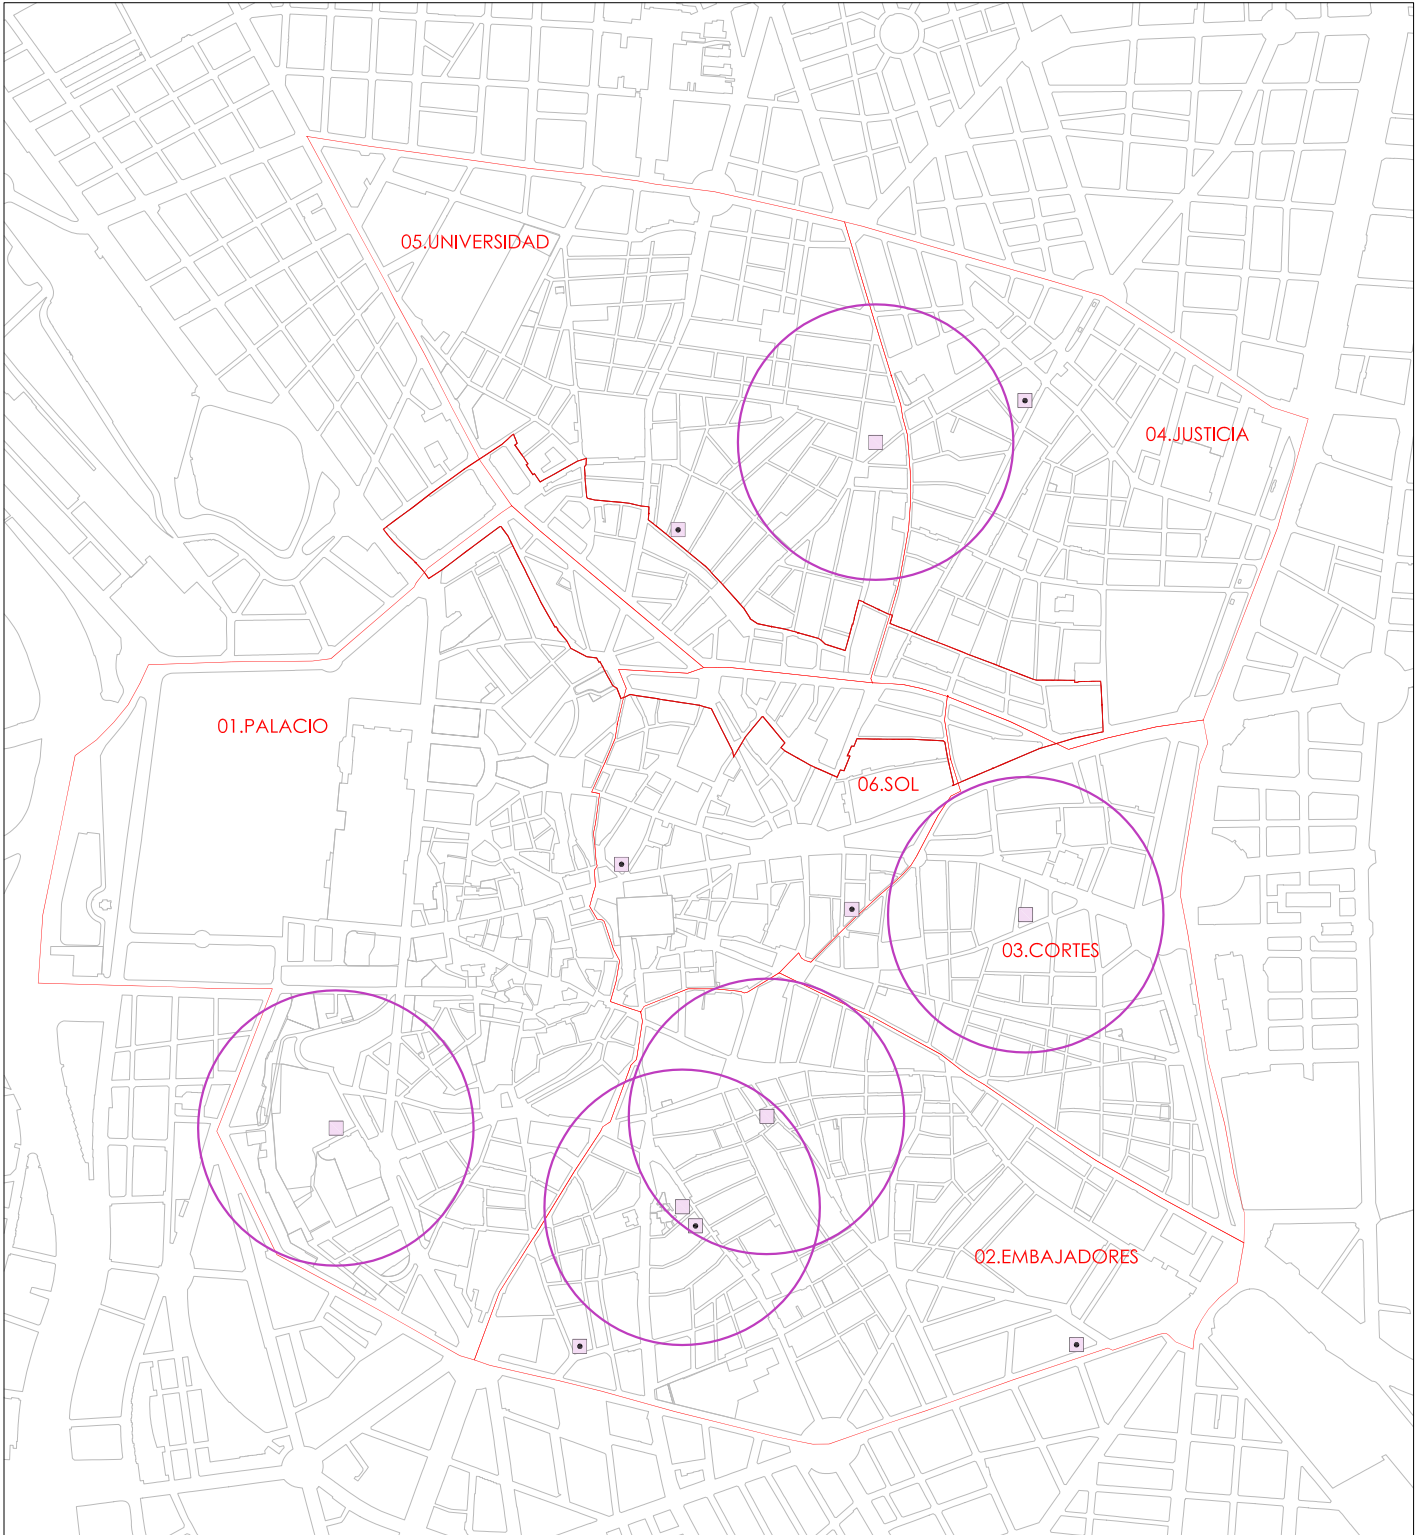 05.UNIVERSIDAD
04.JUSTICIA
01.PALACIO
06.SOL
03.CORTES
02.EMBAJADORES